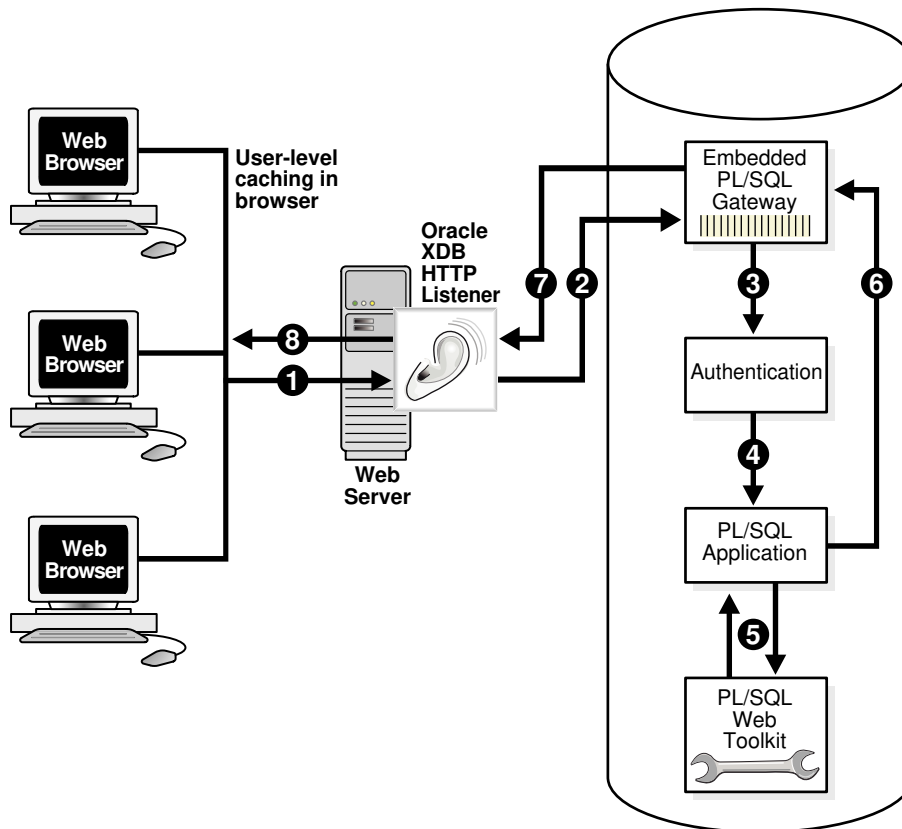 Web
Browser
User-level
caching in
browser
Web
Browser
Web
Browser
Oracle
XDB
HTTP
Listener
8
1
Web
Server
7
2
Embedded
PL/SQL
Gateway
3
6
Authentication
4
PL/SQL
Application
5
PL/SQL
Web
Toolkit